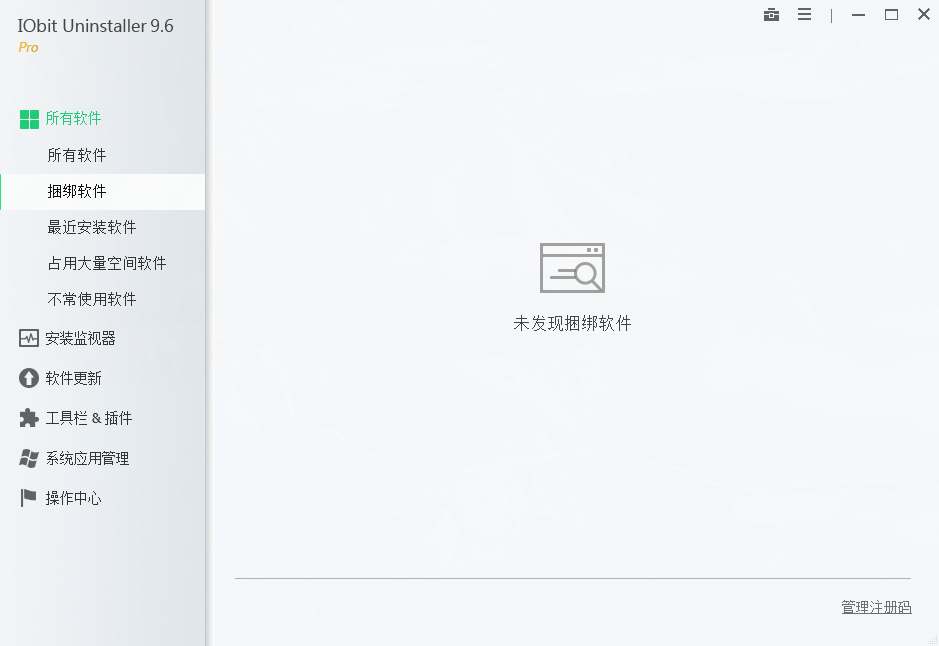 IObit Uninstaller 9.6
Pro
所有软件
所有软件
捆绑软件
最近安装软件
占用大量空间软件
不常使用软件
安装监视器
软件更新
工具栏 & 插件
系统应用管理
操作中心
未发现捆绑软件
管理注册码